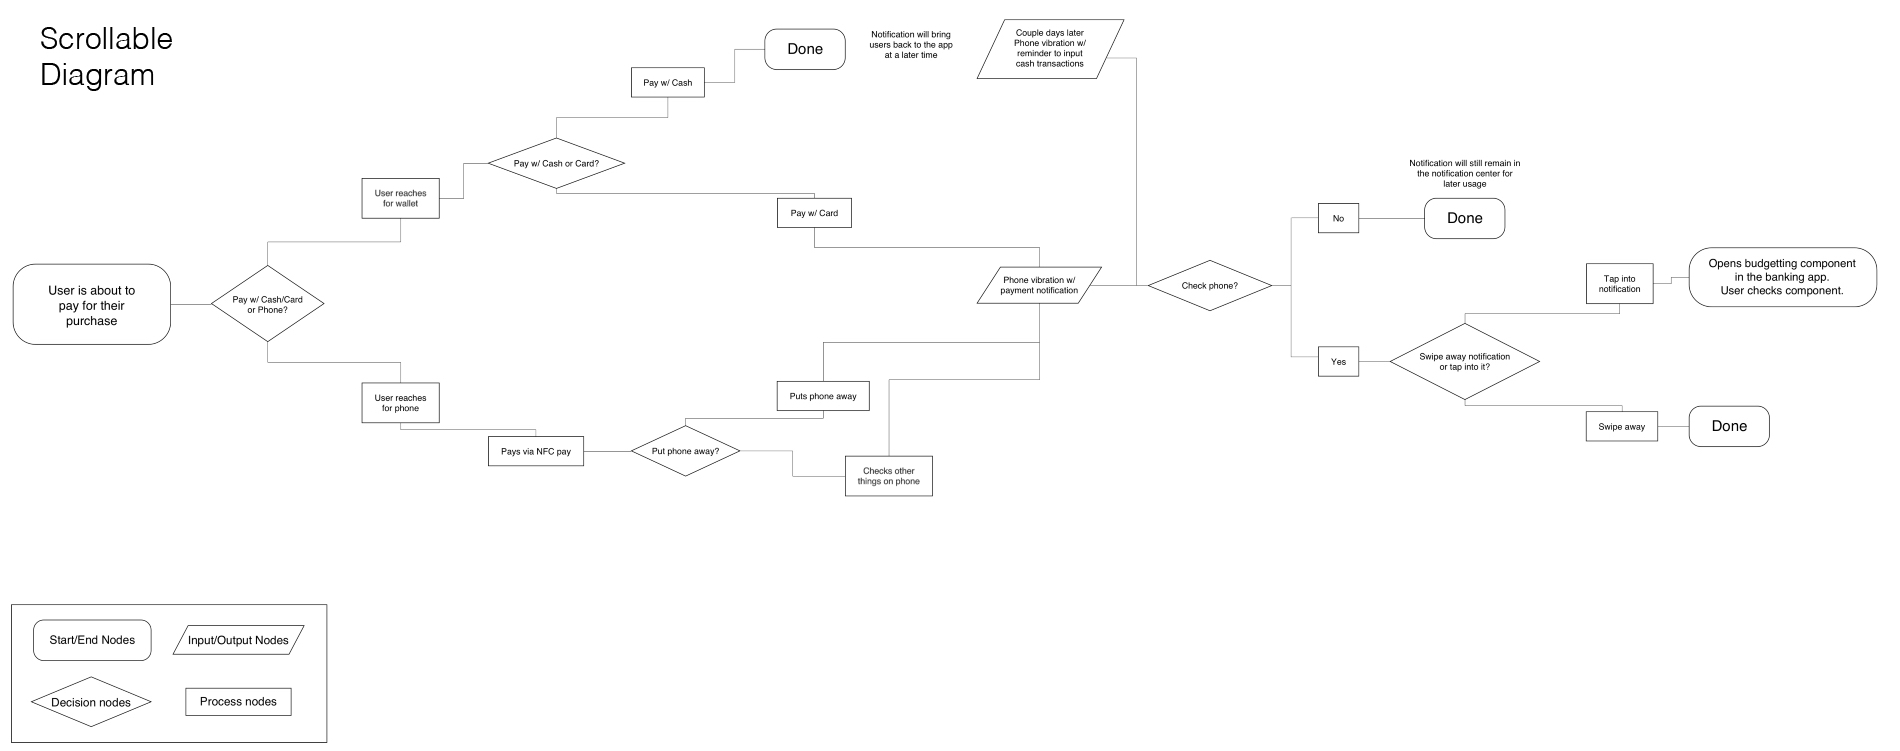 Scrollable
Diagram
User is about to
pay for their
purchase
Pay w/ Cash/Card
or Phone?
User reaches
for wallet
Pay w/ Cash or Card?
Pay w/ Cash
Done
Notification will bring
users back to the app
at a later time
Pay w/ Card
User reaches
for phone
Pays via NFC pay
Put phone away?
Puts phone away
Checks other
things on phone
Couple days later
Phone vibration w/
reminder to input
cash transactions
Phone vibration w/
payment notification
Check phone?
No
Notification will still remain in
the notification center for
later usage
Done
Yes
Swipe away notification
or tap into it?
Tap into
notification
Opens budgetting component
in the banking app.
User checks component.
Swipe away
Done
Start/End Nodes
Input/Output Nodes
Decision nodes
Process nodes